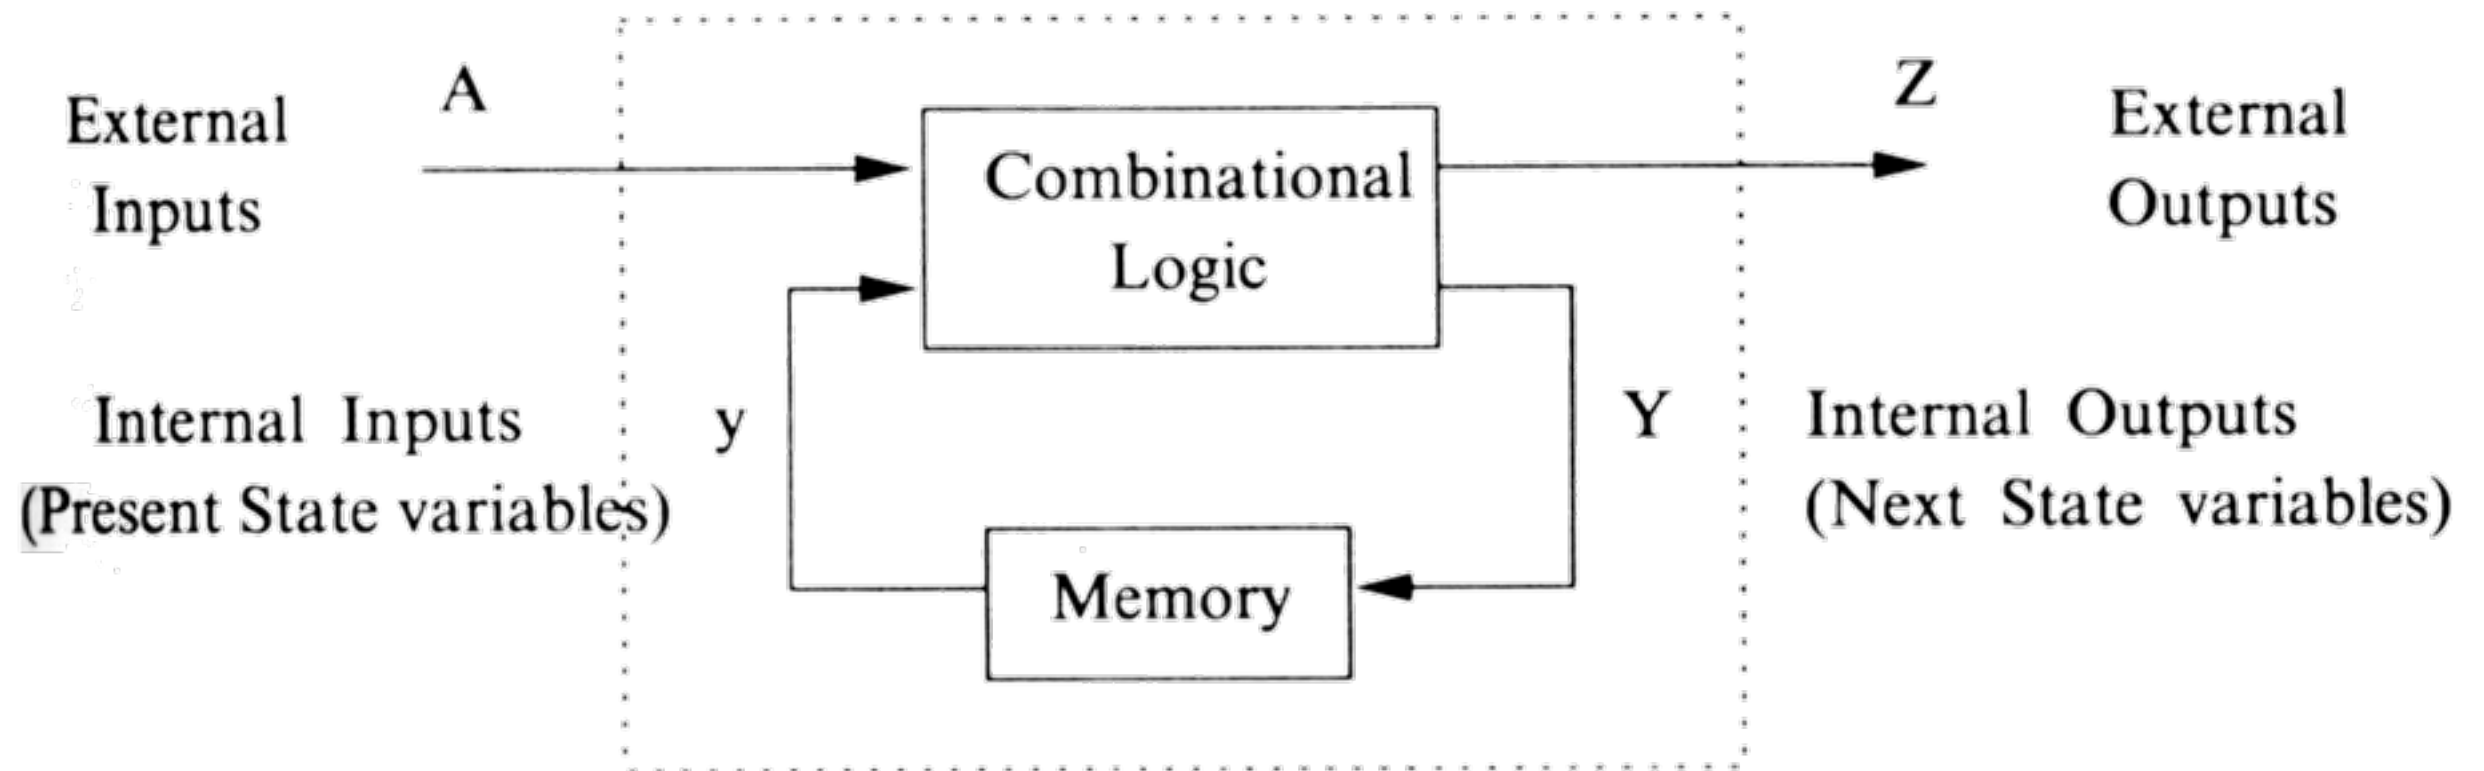 A
Z
External
Inputs
Combinational
Logic
External
Outputs
Internal Inputs
(Present State variables)
y
Y
Internal Outputs
(Next State variables)
Memory